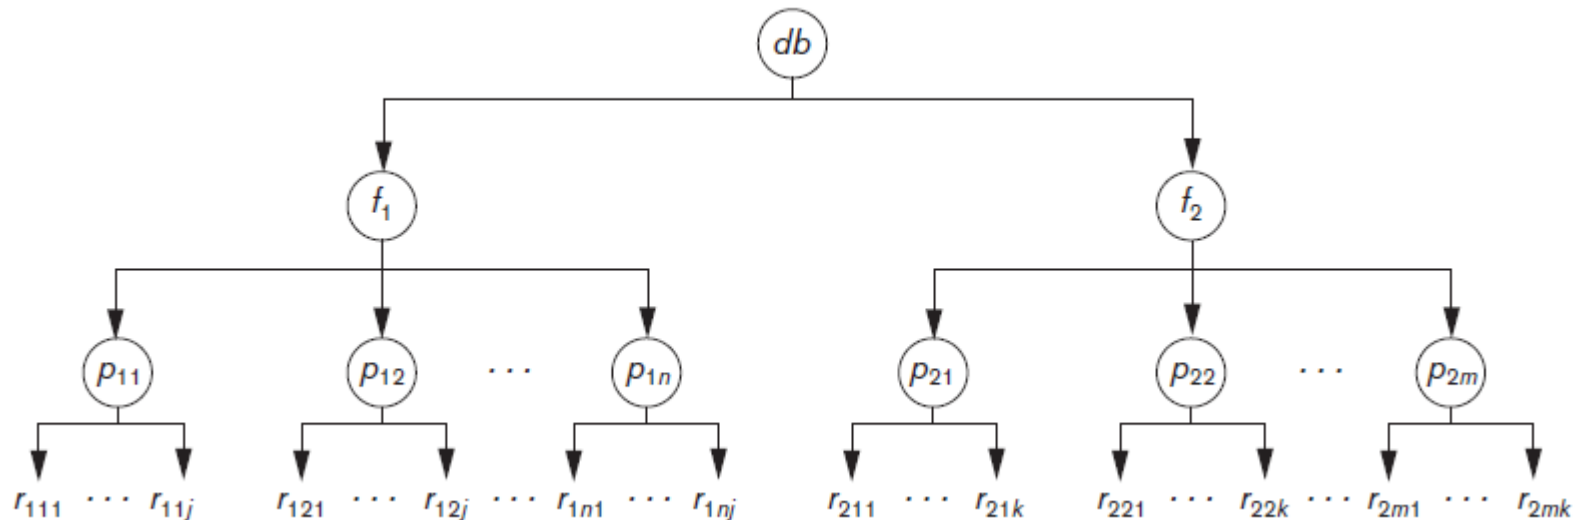 db
f₁ f₂
p₁₁ p₁₂ ··· p₁ₙ p₂₁ p₂₂ ··· p₂ₘ
r₁₁₁ ··· r₁₁ⱼ r₁₂₁ ··· r₁₂ⱼ ··· r₁ₙ₁ ··· r₁ₙⱼ r₂₁₁ ··· r₂₁ₖ r₂₂₁ ··· r₂₂ₖ ··· r₂ₘ₁ ··· r₂ₘₖ